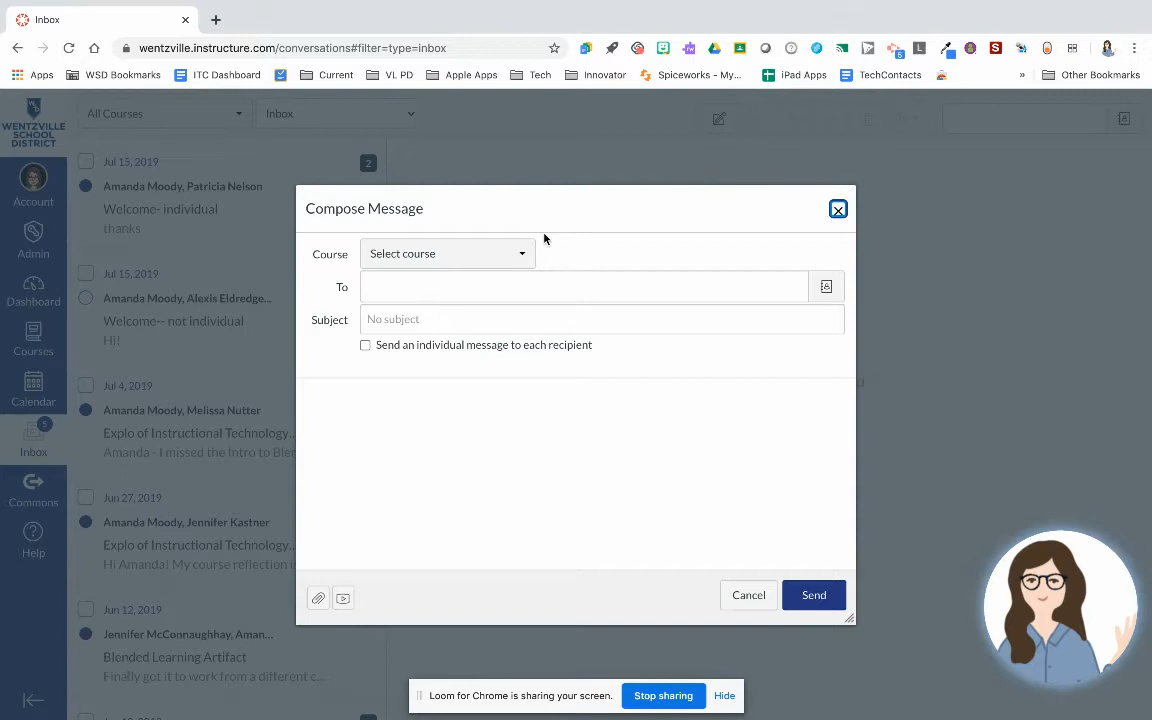 Inbox
wentzville.instructure.com/conversations#filter=type=inbox
Apps
WSD Bookmarks
ITC Dashboard
Current
VL PD
Apple Apps
Tech
Innovator
Spiceworks - My...
iPad Apps
TechContacts
»
Other Bookmarks
WENTZVILLE
SCHOOL
DISTRICT
Account
Admin
Dashboard
Courses
Calendar
5
Inbox
Commons
Help
All Courses
Inbox
Jul 15, 2019
2
Amanda Moody, Patricia Nelson
Welcome- individual
thanks
Jul 15, 2019
Amanda Moody, Alexis Eldredge...
Welcome-- not individual
Hi!
Jul 4, 2019
Amanda Moody, Melissa Nutter
Explo of Instructional Technology...
Amanda - I missed the Intro to Blen
Jun 27, 2019
Amanda Moody, Jennifer Kastner
Explo of Instructional Technology...
Hi Amanda! My course reflection i
Jun 12, 2019
Jennifer McConnaughhay, Aman...
Blended Learning Artifact
Finally got it to work from a different c...
Compose Message
Course
Select course
To
Subject
No subject
Send an individual message to each recipient
Cancel
Send
Loom for Chrome is sharing your screen.
Stop sharing
Hide